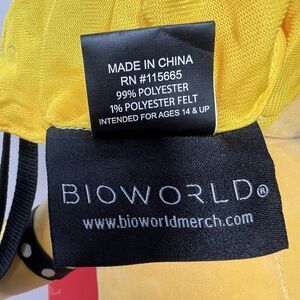 MADE IN CHINA
RN #115665
99% POLYESTER
1% POLYESTER FELT
INTENDED FOR AGES 14 & UP
BIOWORLD®
www.bioworldmerch.com